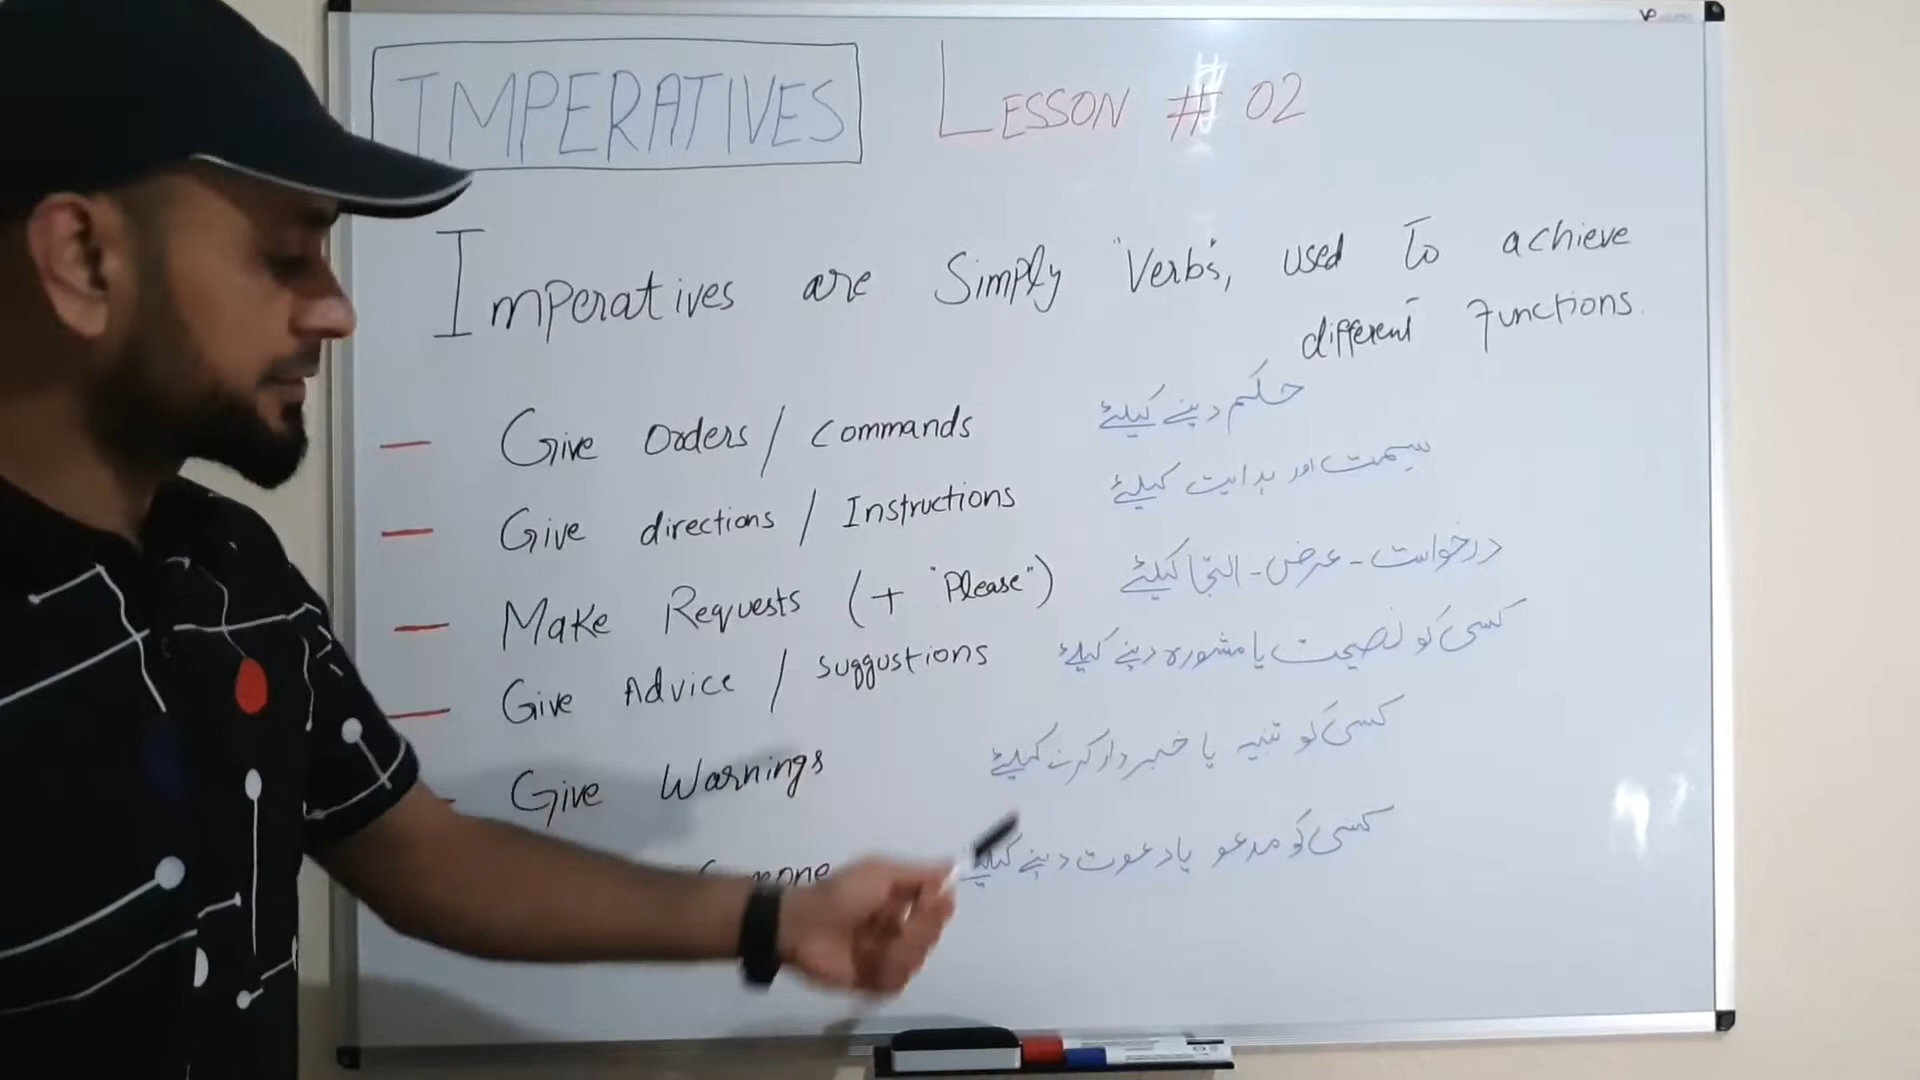 IMPERATIVES LESSON # 02
Imperatives are Simply "Verbs", used To achieve
different Functions.
Give Orders / Commands حکم دینے کیلئے
Give directions / Instructions سیمت اور ہدایت کیلئے
Make Requests (+ "Please") درخواست - عرض - التجا کیلئے
Give Advice / Suggustions کسی کو نصیحت یا مشورہ دینے کیلئے
Give Warnings کسی کو تنبیہ یا خبردار کرنے کیلئے
کسی کو مدعو یا دعوت دینے کیلئے